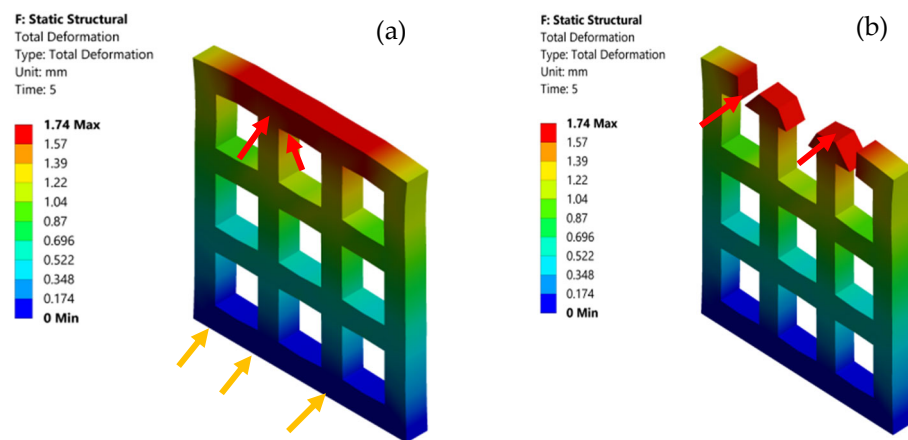 F: Static Structural
Total Deformation
Type: Total Deformation
Unit: mm
Time: 5
(a)
1.74 Max
1.57
1.39
1.22
1.04
0.87
0.696
0.522
0.348
0.174
0 Min
F: Static Structural
Total Deformation
Type: Total Deformation
Unit: mm
Time: 5
(b)
1.74 Max
1.57
1.39
1.22
1.04
0.87
0.696
0.522
0.348
0.174
0 Min